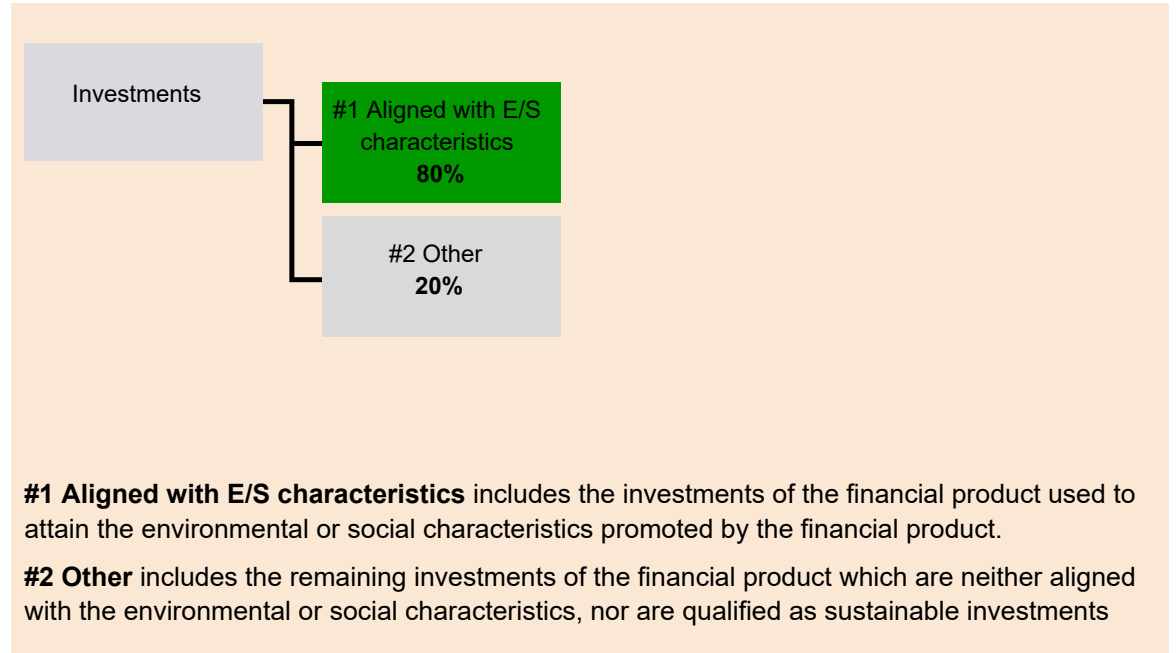 Investments
#1 Aligned with E/S
characteristics
80%
#2 Other
20%
#1 Aligned with E/S characteristics includes the investments of the financial product used to
attain the environmental or social characteristics promoted by the financial product.
#2 Other includes the remaining investments of the financial product which are neither aligned
with the environmental or social characteristics, nor are qualified as sustainable investments